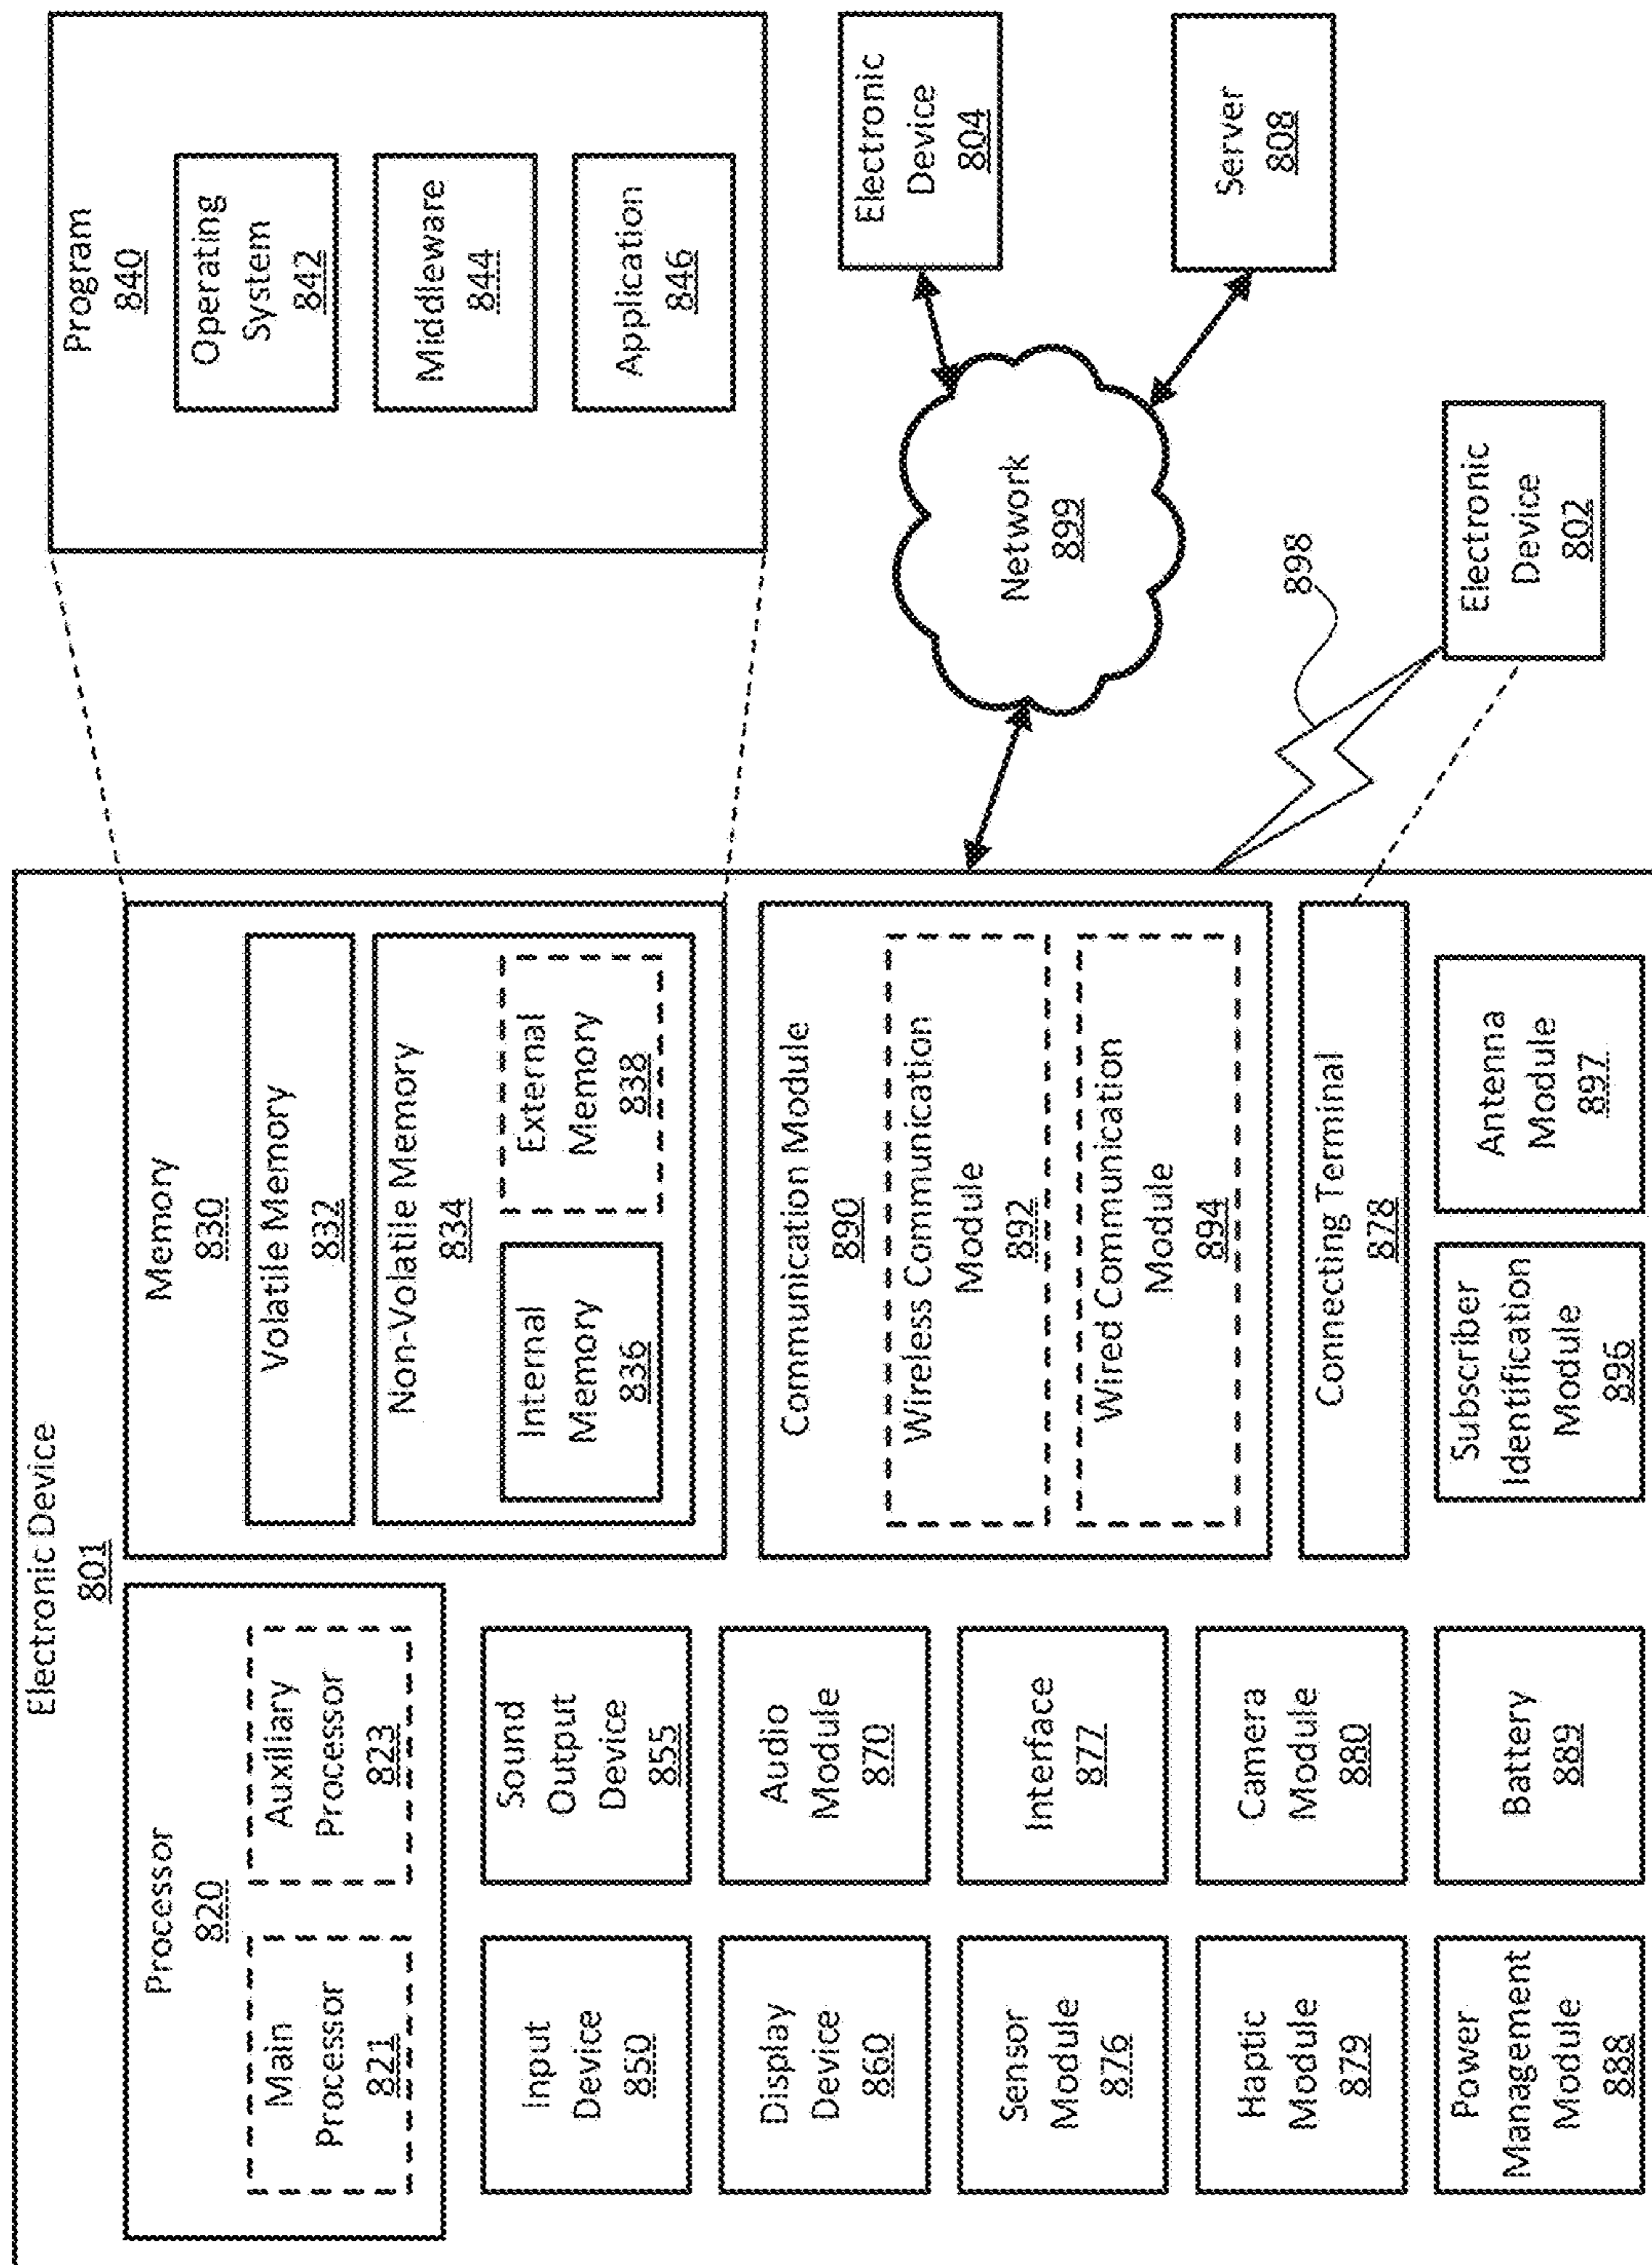 Electronic Device
801
Processor
820
Main
Processor
821
Auxiliary
Processor
823
Input
Device
850
Sound
Output
Device
855
Display
Device
860
Audio
Module
870
Sensor
Module
876
Interface
877
Haptic
Module
879
Camera
Module
880
Power
Management
Module
888
Battery
889
Memory
830
Volatile Memory
832
Non-Volatile Memory
834
Internal
Memory
836
External
Memory
838
Communication Module
890
Wireless Communication
Module
892
Wired Communication
Module
894
Connecting Terminal
878
Subscriber
Identification
Module
896
Antenna
Module
897
Program
840
Operating
System
842
Middleware
844
Application
846
Network
899
Electronic
Device
804
Server
808
898
Electronic
Device
802